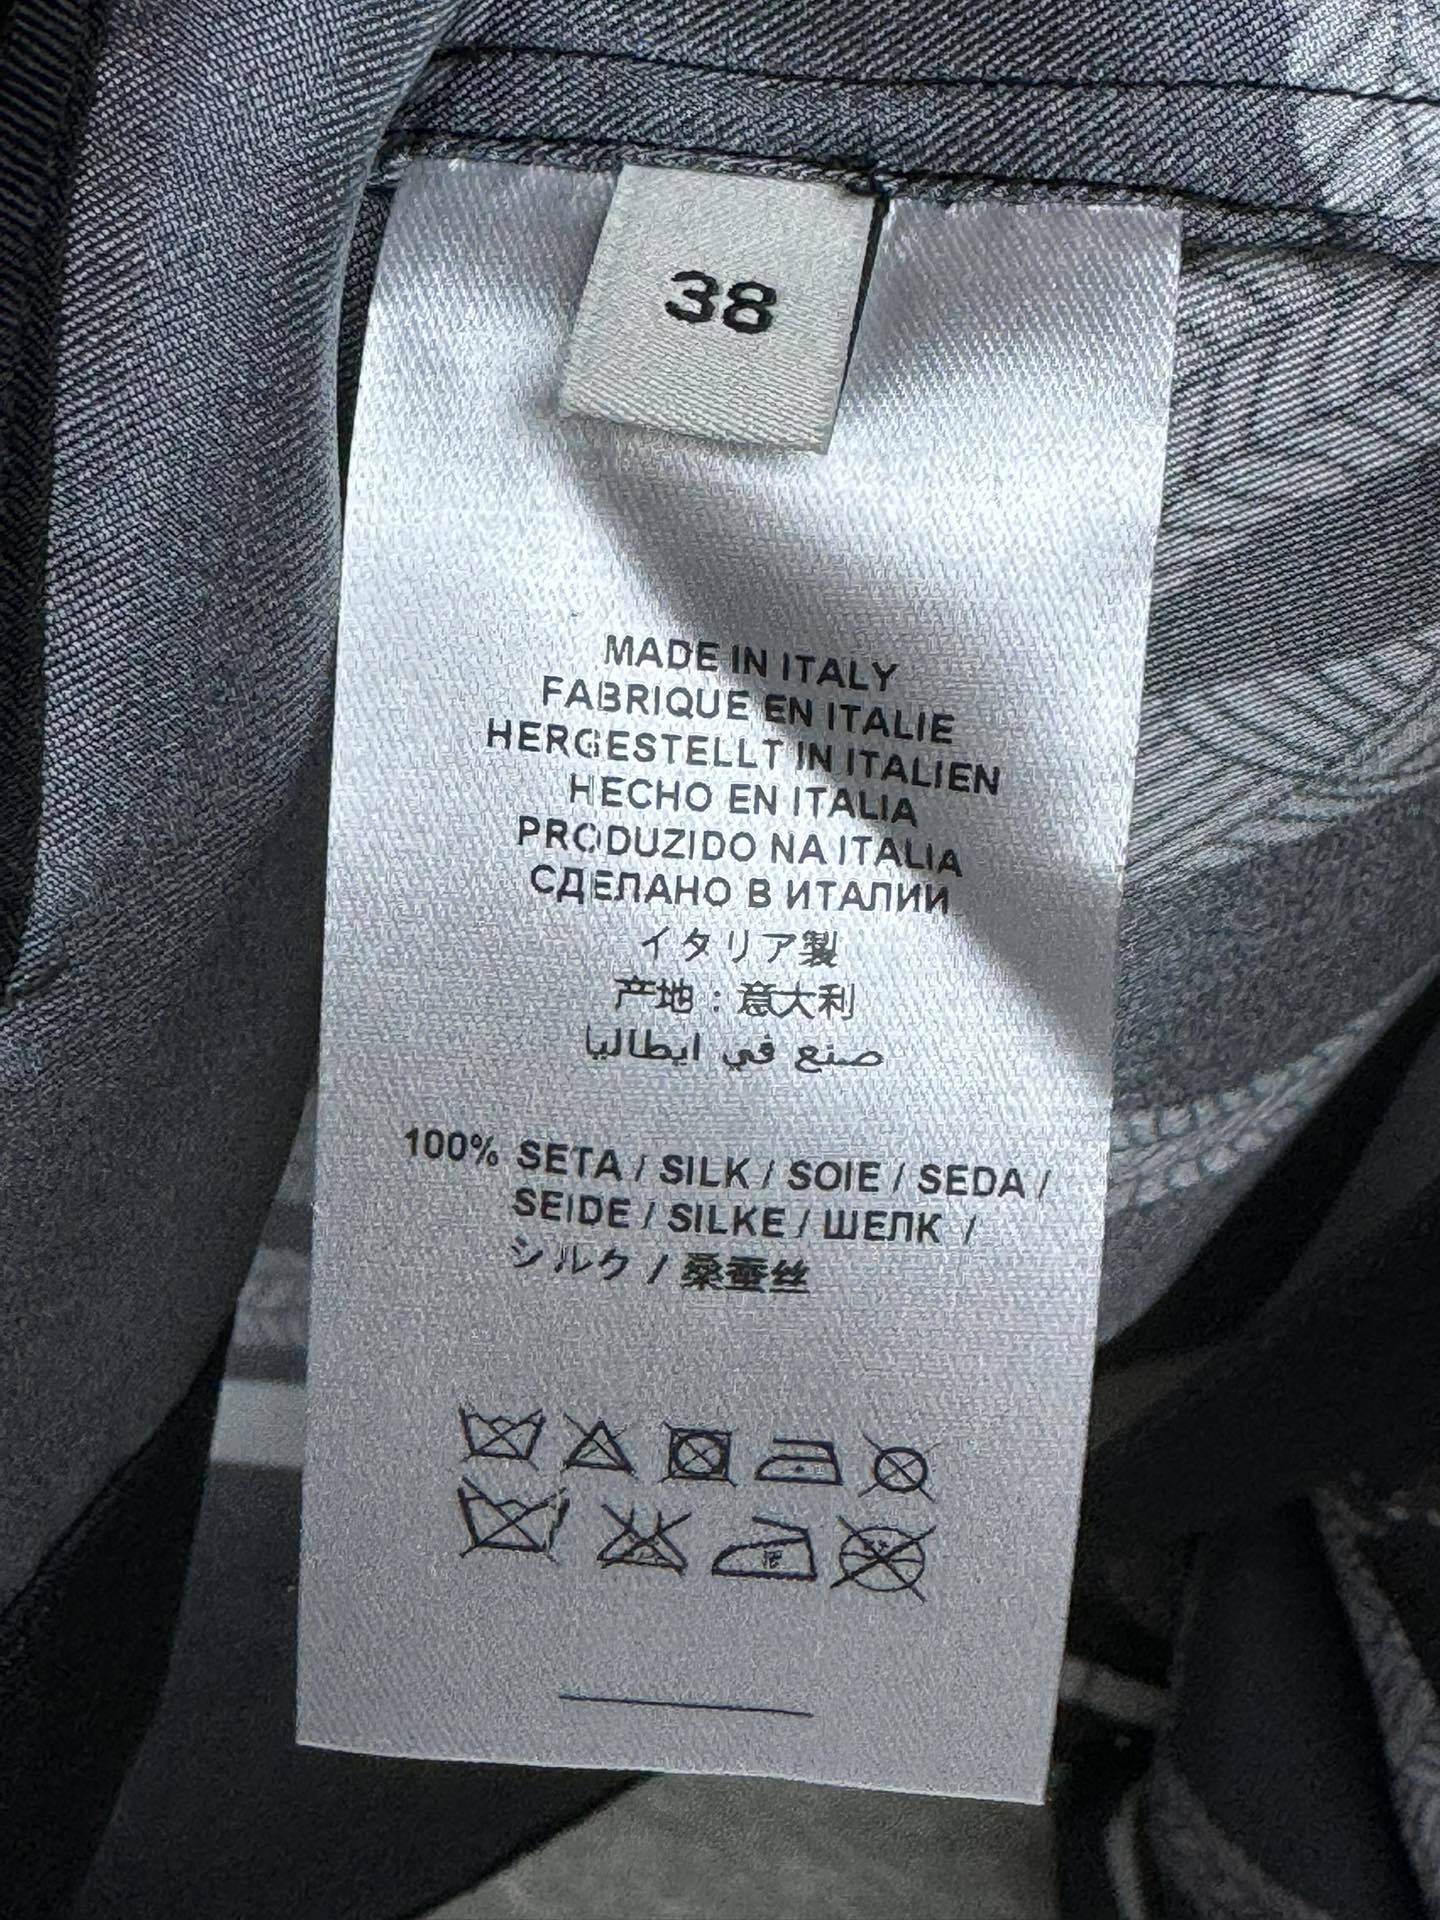 38
MADE IN ITALY
FABRIQUE EN ITALIE
HERGESTELLT IN ITALIEN
HECHO EN ITALIA
PRODUZIDO NA ITALIA
СДЕЛАНО В ИТАЛИИ
イタリア製
产地:意大利
صنع في ايطاليا
100% SETA / SILK / SOIE / SEDA /
SEIDE / SILKE / ШЕЛК /
シルク / 桑蚕丝